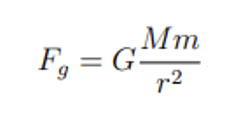 F_g = G \frac{Mm}{r^2}